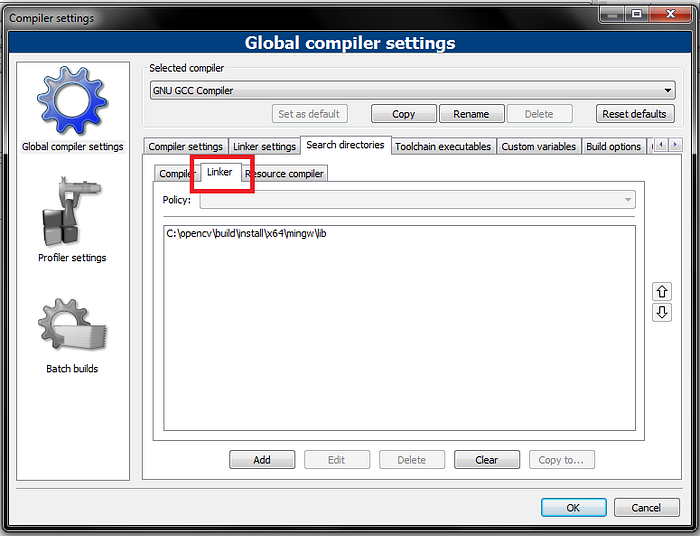 Compiler settings
Global compiler settings
Global compiler settings
Profiler settings
Batch builds
Selected compiler
GNU GCC Compiler
Set as default Copy Rename Delete Reset defaults
Compiler settings Linker settings Search directories Toolchain executables Custom variables Build options
Compiler Linker Resource compiler
Policy:
C:\opencv\build\install\x64\mingw\lib
Add Edit Delete Clear Copy to...
OK Cancel